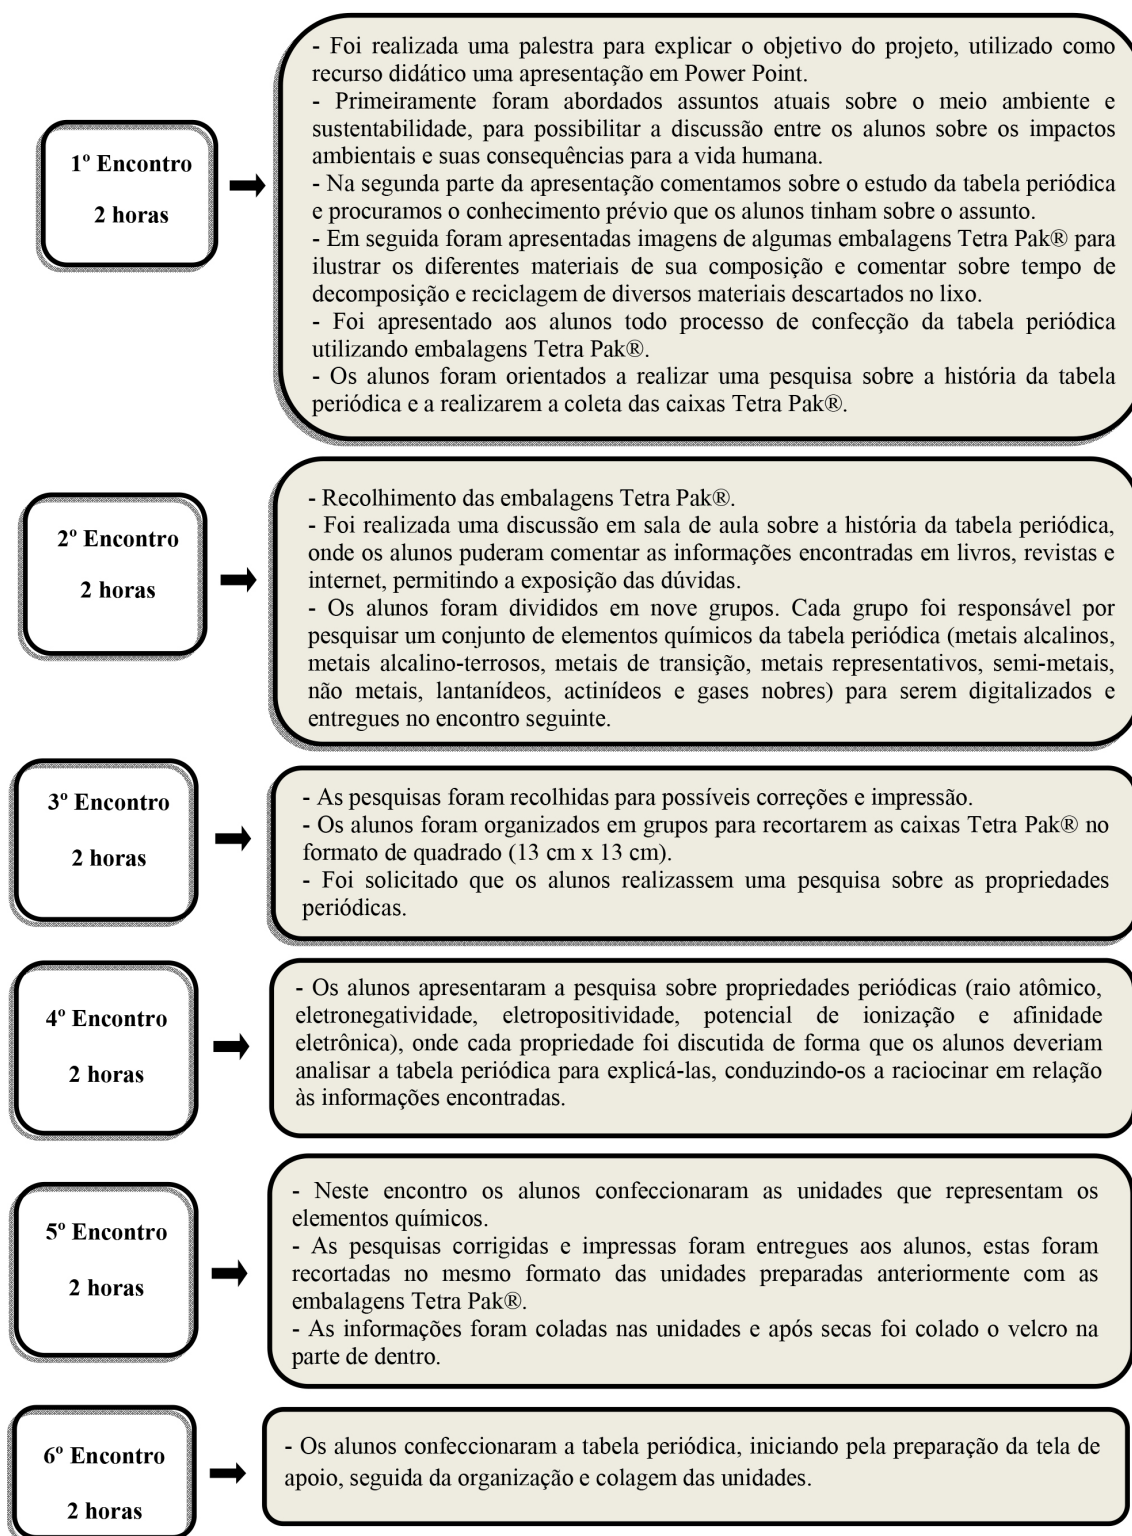 1º Encontro
2 horas
- Foi realizada uma palestra para explicar o objetivo do projeto, utilizado como
recurso didático uma apresentação em Power Point.
- Primeiramente foram abordados assuntos atuais sobre o meio ambiente e
sustentabilidade, para possibilitar a discussão entre os alunos sobre os impactos
ambientais e suas consequências para a vida humana.
- Na segunda parte da apresentação comentamos sobre o estudo da tabela periódica
e procuramos o conhecimento prévio que os alunos tinham sobre o assunto.
- Em seguida foram apresentadas imagens de algumas embalagens Tetra Pak® para
ilustrar os diferentes materiais de sua composição e comentar sobre tempo de
decomposição e reciclagem de diversos materiais descartados no lixo.
- Foi apresentado aos alunos todo processo de confecção da tabela periódica
utilizando embalagens Tetra Pak®.
- Os alunos foram orientados a realizar uma pesquisa sobre a história da tabela
periódica e a realizarem a coleta das caixas Tetra Pak®.
2º Encontro
2 horas
- Recolhimento das embalagens Tetra Pak®.
- Foi realizada uma discussão em sala de aula sobre a história da tabela periódica,
onde os alunos puderam comentar as informações encontradas em livros, revistas e
internet, permitindo a exposição das dúvidas.
- Os alunos foram divididos em nove grupos. Cada grupo foi responsável por
pesquisar um conjunto de elementos químicos da tabela periódica (metais alcalinos,
metais alcalino-terrosos, metais de transição, metais representativos, semi-metais,
não metais, lantanídeos, actinídeos e gases nobres) para serem digitalizados e
entregues no encontro seguinte.
3º Encontro
2 horas
- As pesquisas foram recolhidas para possíveis correções e impressão.
- Os alunos foram organizados em grupos para recortarem as caixas Tetra Pak® no
formato de quadrado (13 cm x 13 cm).
- Foi solicitado que os alunos realizassem uma pesquisa sobre as propriedades
periódicas.
4º Encontro
2 horas
- Os alunos apresentaram a pesquisa sobre propriedades periódicas (raio atômico,
eletronegatividade, eletropositividade, potencial de ionização e afinidade
eletrônica), onde cada propriedade foi discutida de forma que os alunos deveriam
analisar a tabela periódica para explicá-las, conduzindo-os a raciocinar em relação
às informações encontradas.
5º Encontro
2 horas
- Neste encontro os alunos confeccionaram as unidades que representam os
elementos químicos.
- As pesquisas corrigidas e impressas foram entregues aos alunos, estas foram
recortadas no mesmo formato das unidades preparadas anteriormente com as
embalagens Tetra Pak®.
- As informações foram coladas nas unidades e após secas foi colado o velcro na
parte de dentro.
6º Encontro
2 horas
- Os alunos confeccionaram a tabela periódica, iniciando pela preparação da tela de
apoio, seguida da organização e colagem das unidades.